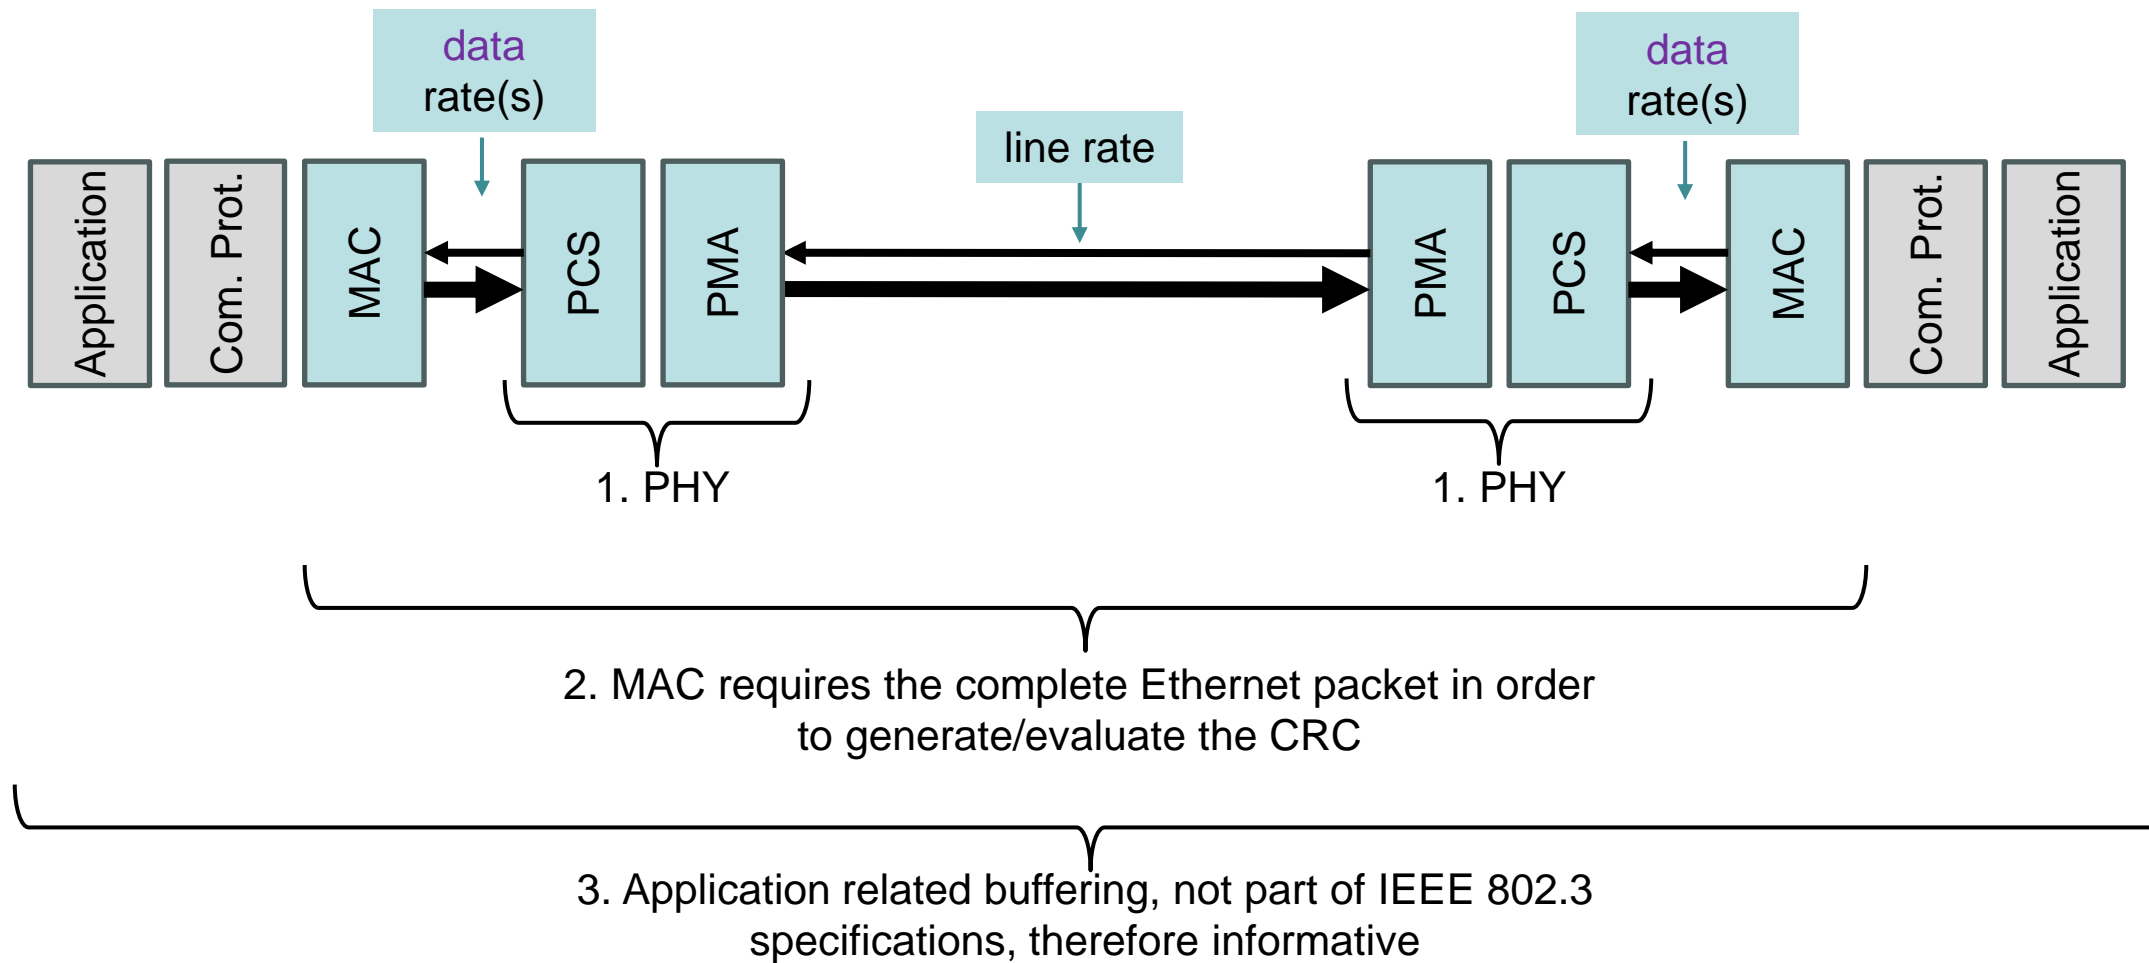 data
rate(s)
data
rate(s)
line rate
Application
Com. Prot.
MAC
PCS
PMA
PMA
PCS
MAC
Com. Prot.
Application
1. PHY
1. PHY
2. MAC requires the complete Ethernet packet in order
to generate/evaluate the CRC
3. Application related buffering, not part of IEEE 802.3
specifications, therefore informative